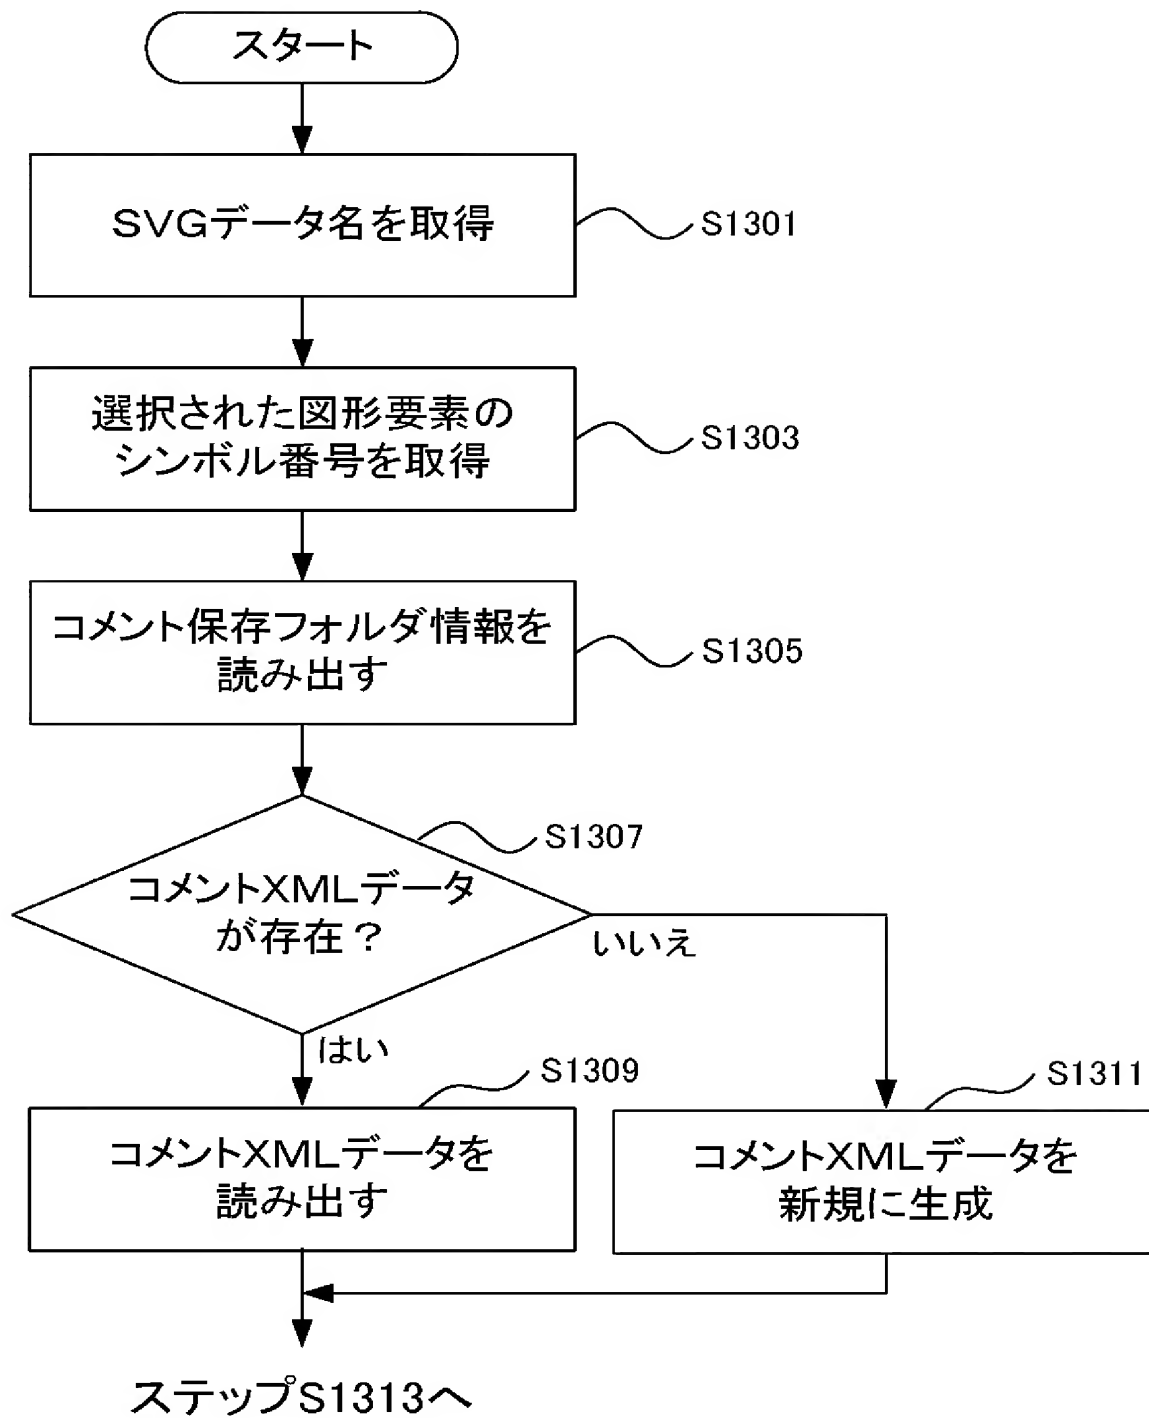 スタート
SVGデータ名を取得
S1301
選択された図形要素の
シンボル番号を取得
S1303
コメント保存フォルダ情報を
読み出す
S1305
S1307
コメントXMLデータ
が存在？
いいえ
はい
S1309
コメントXMLデータを
読み出す
S1311
コメントXMLデータを
新規に生成
ステップS1313へ